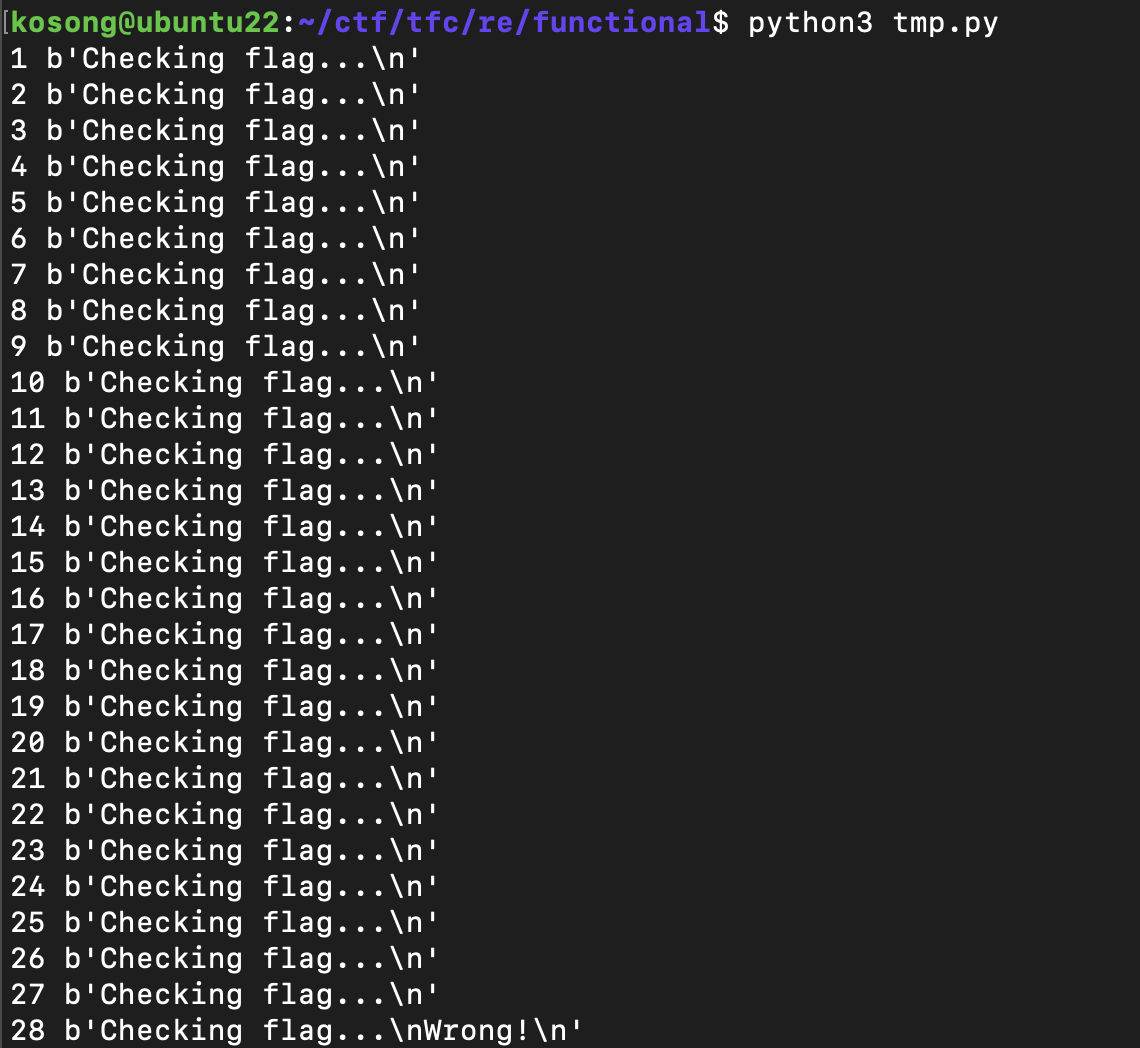 [kosong@ubuntu22:~/ctf/tfc/re/functional$ python3 tmp.py
1 b'Checking flag...\n'
2 b'Checking flag...\n'
3 b'Checking flag...\n'
4 b'Checking flag...\n'
5 b'Checking flag...\n'
6 b'Checking flag...\n'
7 b'Checking flag...\n'
8 b'Checking flag...\n'
9 b'Checking flag...\n'
10 b'Checking flag...\n'
11 b'Checking flag...\n'
12 b'Checking flag...\n'
13 b'Checking flag...\n'
14 b'Checking flag...\n'
15 b'Checking flag...\n'
16 b'Checking flag...\n'
17 b'Checking flag...\n'
18 b'Checking flag...\n'
19 b'Checking flag...\n'
20 b'Checking flag...\n'
21 b'Checking flag...\n'
22 b'Checking flag...\n'
23 b'Checking flag...\n'
24 b'Checking flag...\n'
25 b'Checking flag...\n'
26 b'Checking flag...\n'
27 b'Checking flag...\n'
28 b'Checking flag...\nWrong!\n'